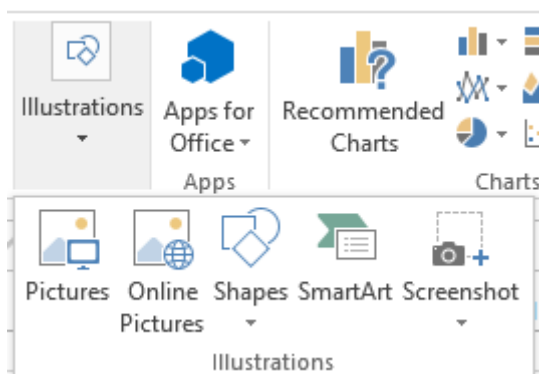 Illustrations
Apps for
Office
Apps
Recommended
Charts
Charts
Pictures
Online
Pictures
Shapes
SmartArt
Screenshot
Illustrations